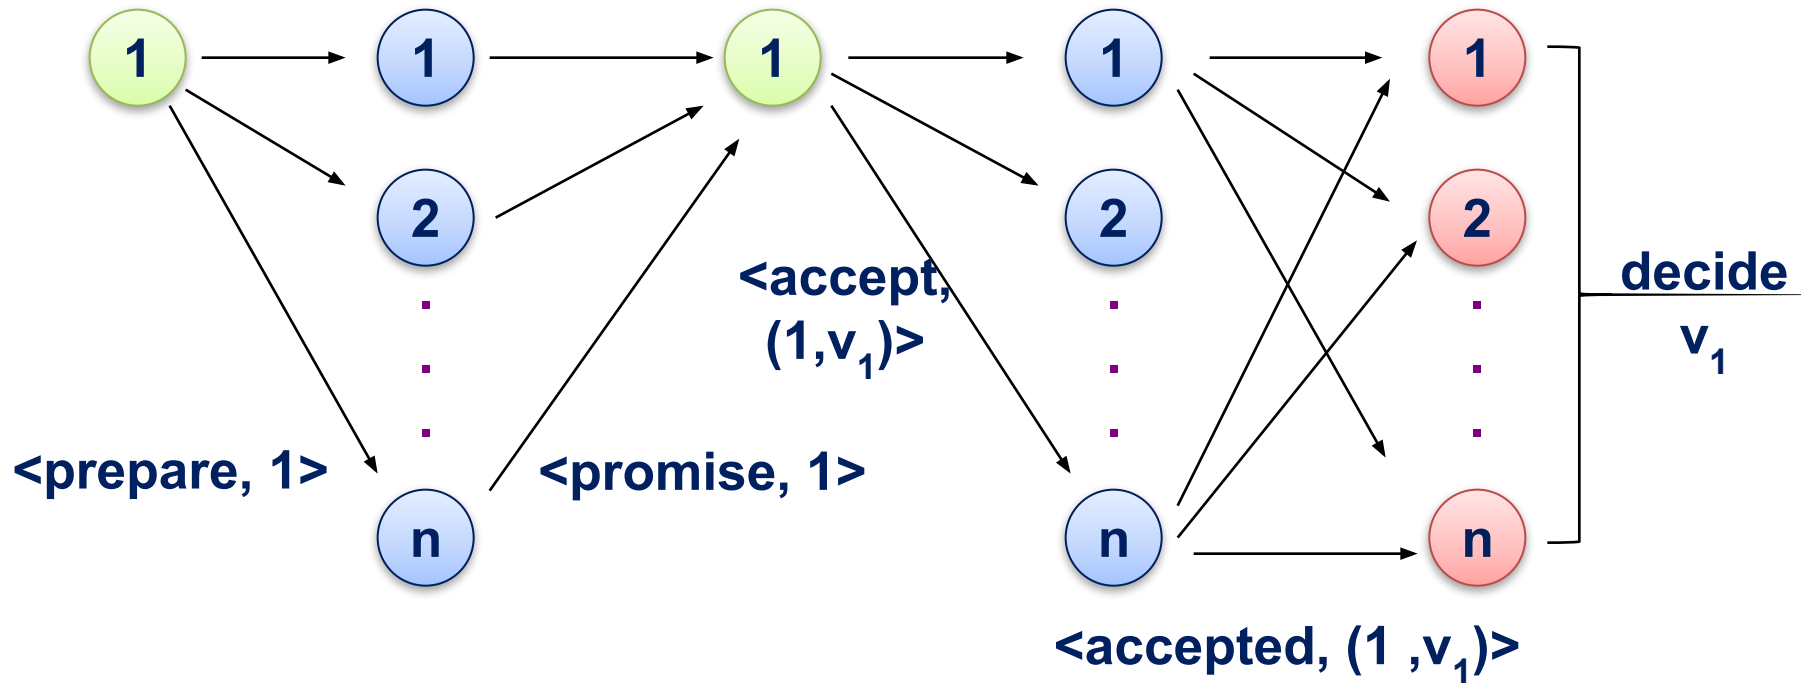 1 1 1 1 1
2 2 2
<accept,
(1,v₁)>
decide
v₁
<prepare, 1> <promise, 1>
n n n
<accepted, (1 ,v₁)>